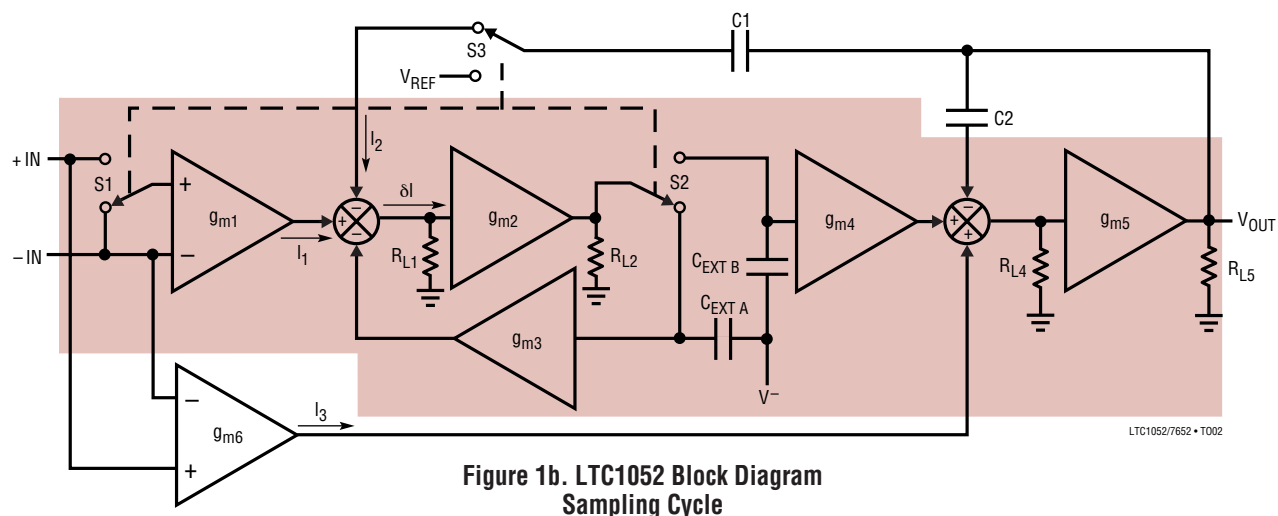 C1
S3
V_REF
C2
I_2
+ IN
S1
+
g_m1
−
– IN
I_1
+
−
−
δI
g_m2
R_L1
R_L2
S2
g_m4
C_EXT B
C_EXT A
g_m3
V–
−
+
+
g_m5
R_L4
V_OUT
R_L5
−
g_m6
+
I_3
LTC1052/7652 • TO02
Figure 1b. LTC1052 Block Diagram
Sampling Cycle